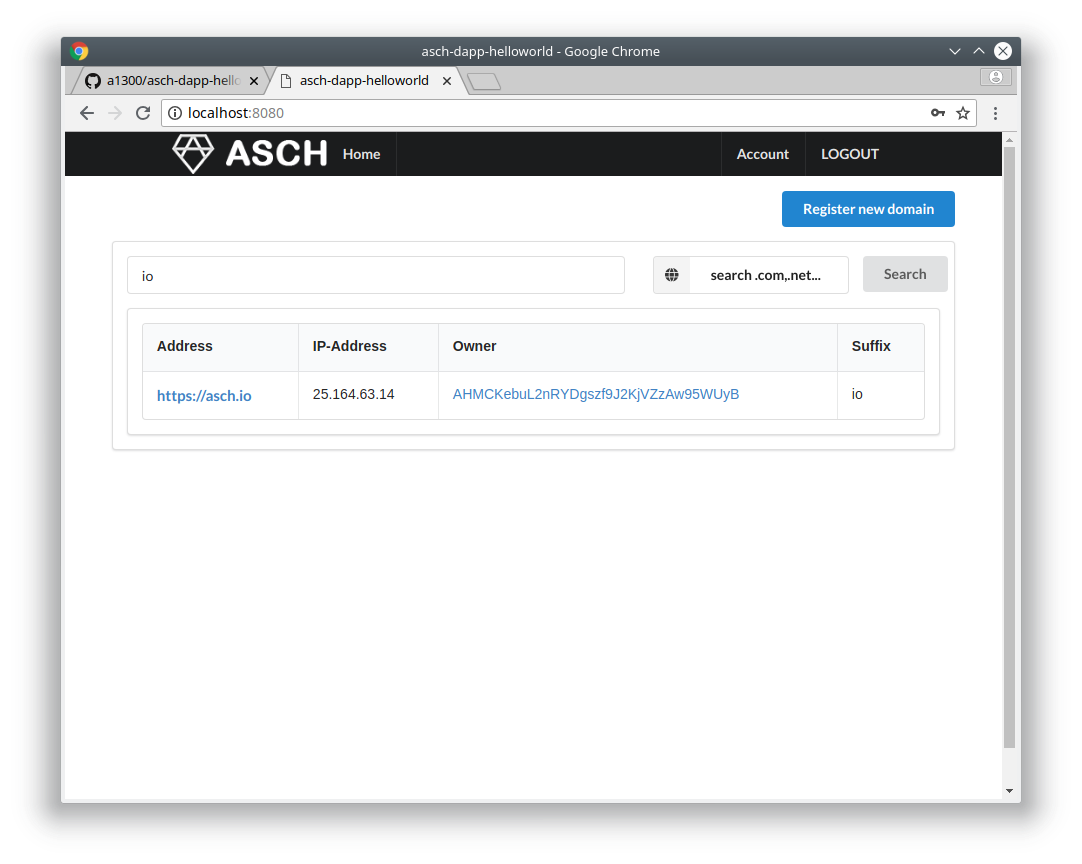 asch-dapp-helloworld - Google Chrome
a1300/asch-dapp-hello asch-dapp-helloworld
localhost:8080
ASCH Home Account LOGOUT
Register new domain
io search .com,.net... Search
Address IP-Address Owner Suffix
https://asch.io 25.164.63.14 AHMCKebuL2nRYDgszf9J2KjVZzAw95WUyB io